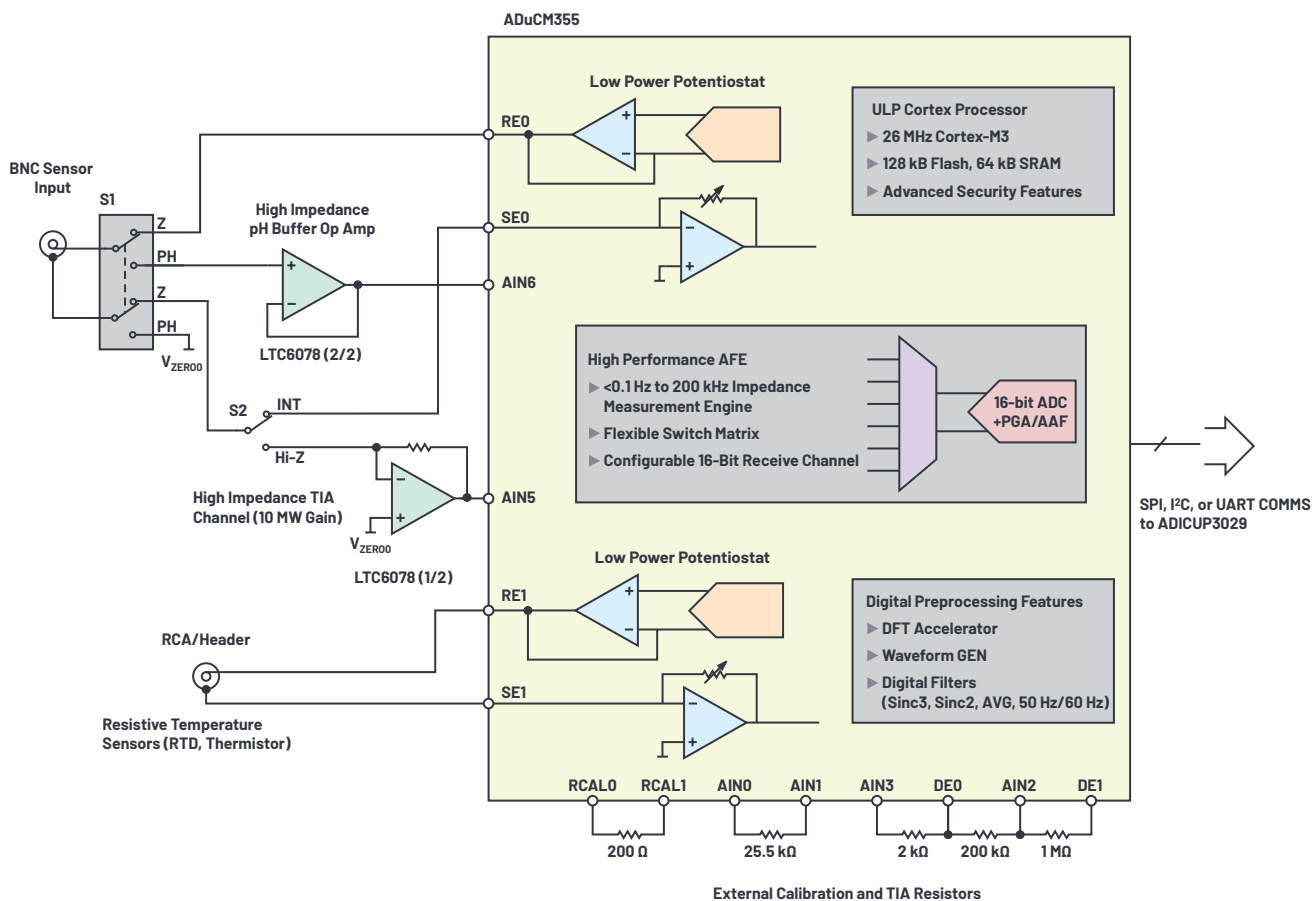 ADuCM355
Low Power Potentiostat
ULP Cortex Processor
26 MHz Cortex-M3
128 kB Flash, 64 kB SRAM
Advanced Security Features
RE0
+
−
BNC Sensor
Input
S1
Z
PH
Z
PH
VZERO0
High Impedance
pH Buffer Op Amp
+
−
LTC6078 (2/2)
SE0
−
+
AIN6
High Performance AFE
<0.1 Hz to 200 kHz Impedance
Measurement Engine
Flexible Switch Matrix
Configurable 16-Bit Receive Channel
16-bit ADC
+PGA/AAF
S2
INT
Hi-Z
High Impedance TIA
Channel (10 MW Gain)
−
+
VZERO0
LTC6078 (1/2)
AIN5
SPI, I²C, or UART COMMS
to ADICUP3029
Low Power Potentiostat
RE1
+
−
Digital Preprocessing Features
DFT Accelerator
Waveform GEN
Digital Filters
(Sinc3, Sinc2, AVG, 50 Hz/60 Hz)
RCA/Header
SE1
−
+
Resistive Temperature
Sensors (RTD, Thermistor)
RCAL0 RCAL1 AIN0 AIN1 AIN3 DE0 AIN2 DE1
200 Ω 25.5 kΩ 2 kΩ 200 kΩ 1 MΩ
External Calibration and TIA Resistors